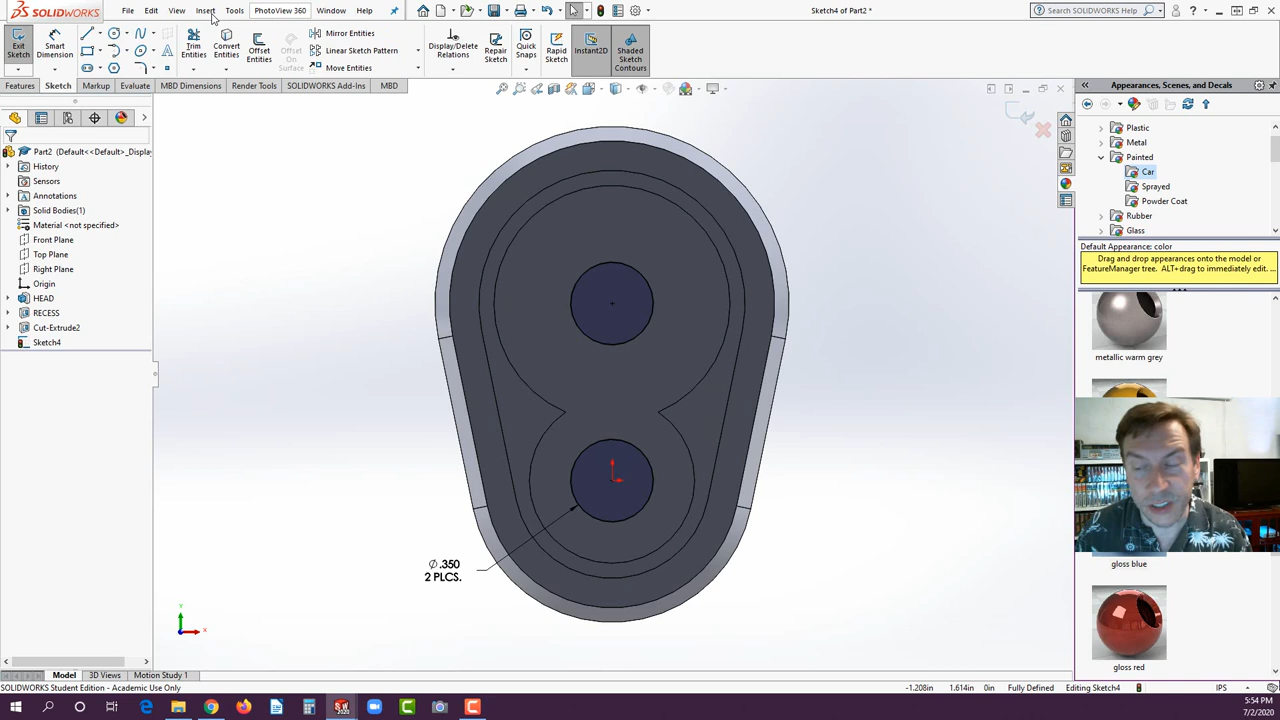 SOLIDWORKS File Edit View Insert Tools PhotoView 360 Window Help Sketch4 of Part2 * Search SOLIDWORKS Help
Exit Sketch Smart Dimension Trim Entities Convert Entities Offset Entities Offset On Surface Mirror Entities Linear Sketch Pattern Move Entities Display/Delete Relations Repair Sketch Quick Snaps Rapid Sketch Instant2D Shaded Sketch Contours
Features Sketch Markup Evaluate MBD Dimensions Render Tools SOLIDWORKS Add-Ins MBD
Appearances, Scenes, and Decals
Part2 (Default<<Default>_Display
History
Sensors
Annotations
Solid Bodies(1)
Material <not specified>
Front Plane
Top Plane
Right Plane
Origin
HEAD
RECESS
Cut-Extrude2
Sketch4
Ø.350
2 PLCS.
Y
X
Plastic
Metal
Painted
Car
Sprayed
Powder Coat
Rubber
Glass
Default Appearance: color
Drag and drop appearances onto the model or
FeatureManager tree. ALT+drag to immediately edit. ...
metallic warm grey
gloss blue
gloss red
Model 3D Views Motion Study 1
SOLIDWORKS Student Edition - Academic Use Only -1.208in 1.614in 0in Fully Defined Editing Sketch4 IPS
5:54 PM
7/2/2020